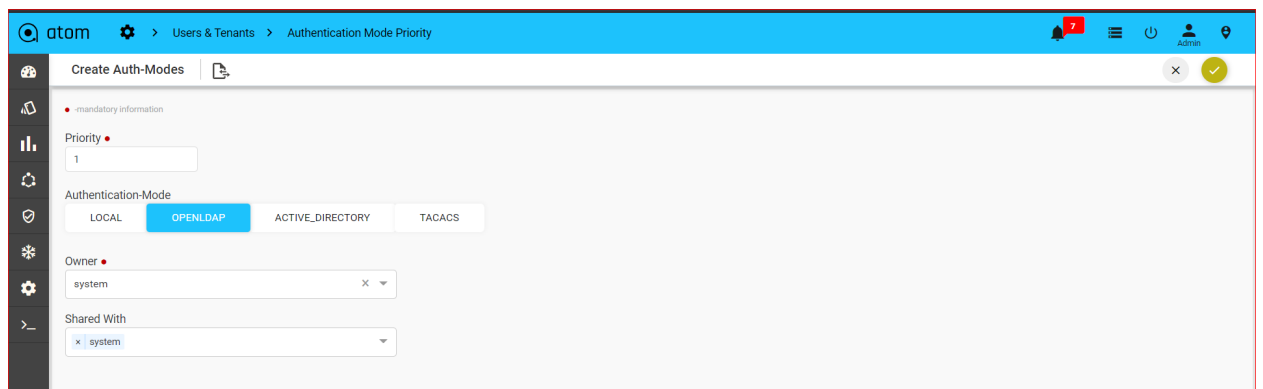 atom > Users & Tenants > Authentication Mode Priority 7
Admin
Create Auth-Modes
-mandatory information
Priority
1
Authentication-Mode
LOCAL OPENLDAP ACTIVE_DIRECTORY TACACS
Owner
system ×
Shared With
× system